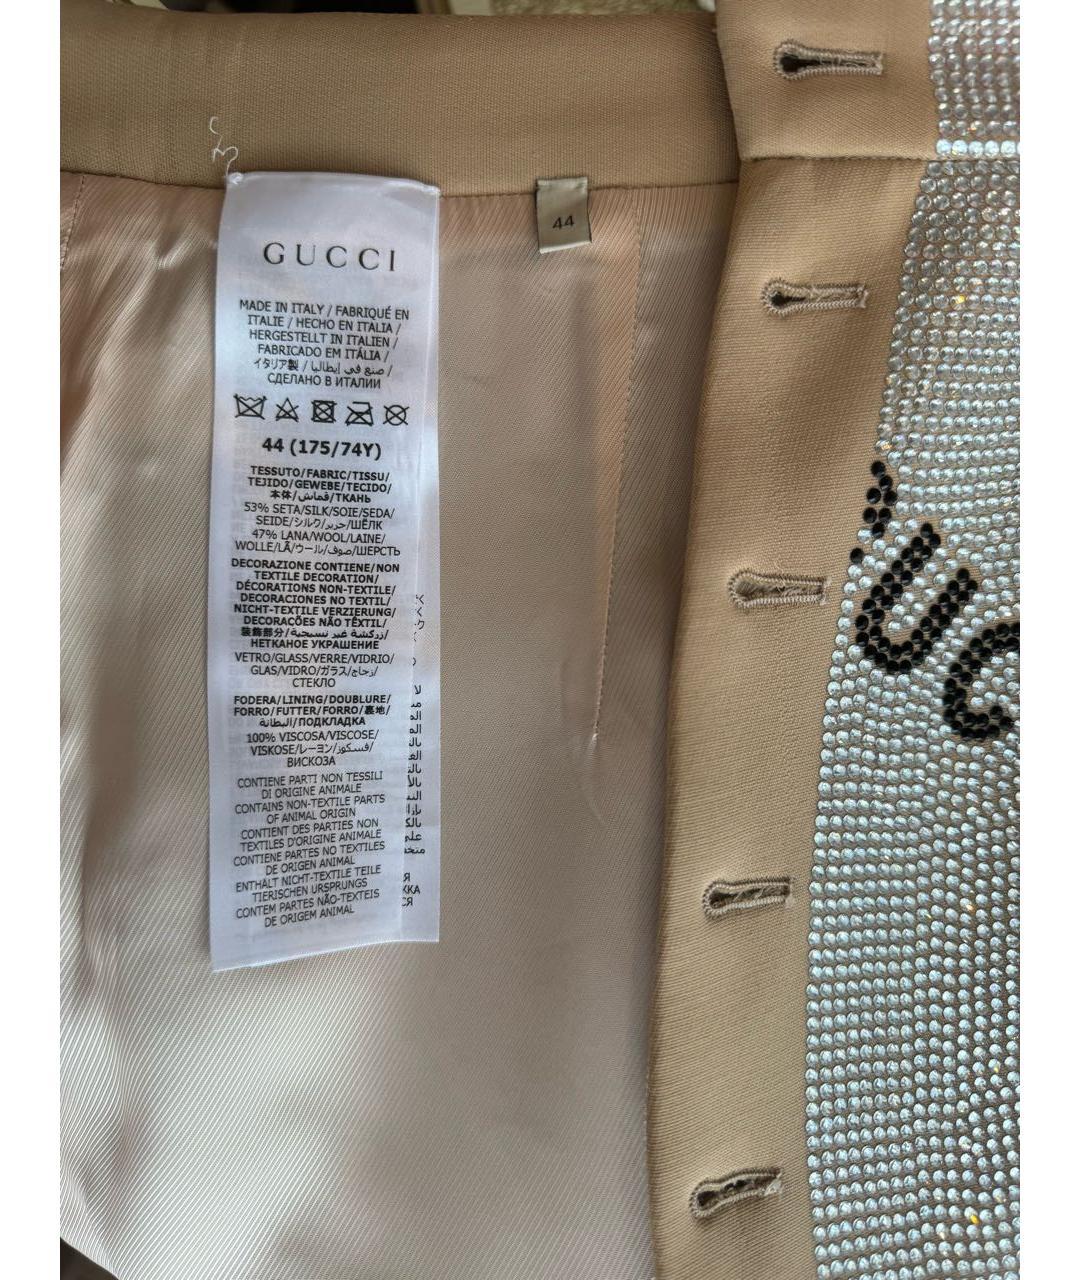 GUCCI
44
MADE IN ITALY / FABRIQUÉ EN
ITALIE / HECHO EN ITALIA /
HERGESTELLT IN ITALIEN /
FABRICADO EM ITÁLIA /
イタリア製 / صنع في إيطاليا /
СДЕЛАНО В ИТАЛИИ
44 (175/74Y)
TESSUTO/FABRIC/TISSU/
TEJIDO/GEWEBE/TECIDO/
本体/قماش/ТКАНЬ
53% SETA/SILK/SOIE/SEDA/
SEIDE/シルク/حرير/ШЁЛК
47% LANA/WOOL/LAINE/
WOLLE/LÃ/ウール/صوف/ШЕРСТЬ
DECORAZIONE CONTIENE/NON
TEXTILE DECORATION/
DÉCORATIONS NON-TEXTILE/
DECORACIONES NO TEXTIL/
NICHT-TEXTILE VERZIERUNG/
DECORACÕES NÃO TÊXTIL/
装飾部分/زركشة غير نسيجية/
НЕТКАНОЕ УКРАШЕНИЕ
VETRO/GLASS/VERRE/VIDRIO/
GLAS/VIDRO/ガラス/زجاج/
СТЕКЛО
FODERA/LINING/DOUBLURE/
FORRO/FUTTER/FORRO/裏地/
البطانة/ПОДКЛАДКА
100% VISCOSA/VISCOSE/
VISKOSE/レーヨン/فسكوز/
ВИСКОЗА
CONTIENE PARTI NON TESSILI
DI ORIGINE ANIMALE
CONTAINS NON-TEXTILE PARTS
OF ANIMAL ORIGIN
CONTIENT DES PARTIES NON
TEXTILES D'ORIGINE ANIMALE
CONTIENE PARTES NO TEXTILES
DE ORIGEN ANIMAL
ENTHÄLT NICHT-TEXTILE TEILE
TIERISCHEN URSPRUNGS
CONTEM PARTES NÃO-TEXTEIS
DE ORIGEM ANIMAL
UC